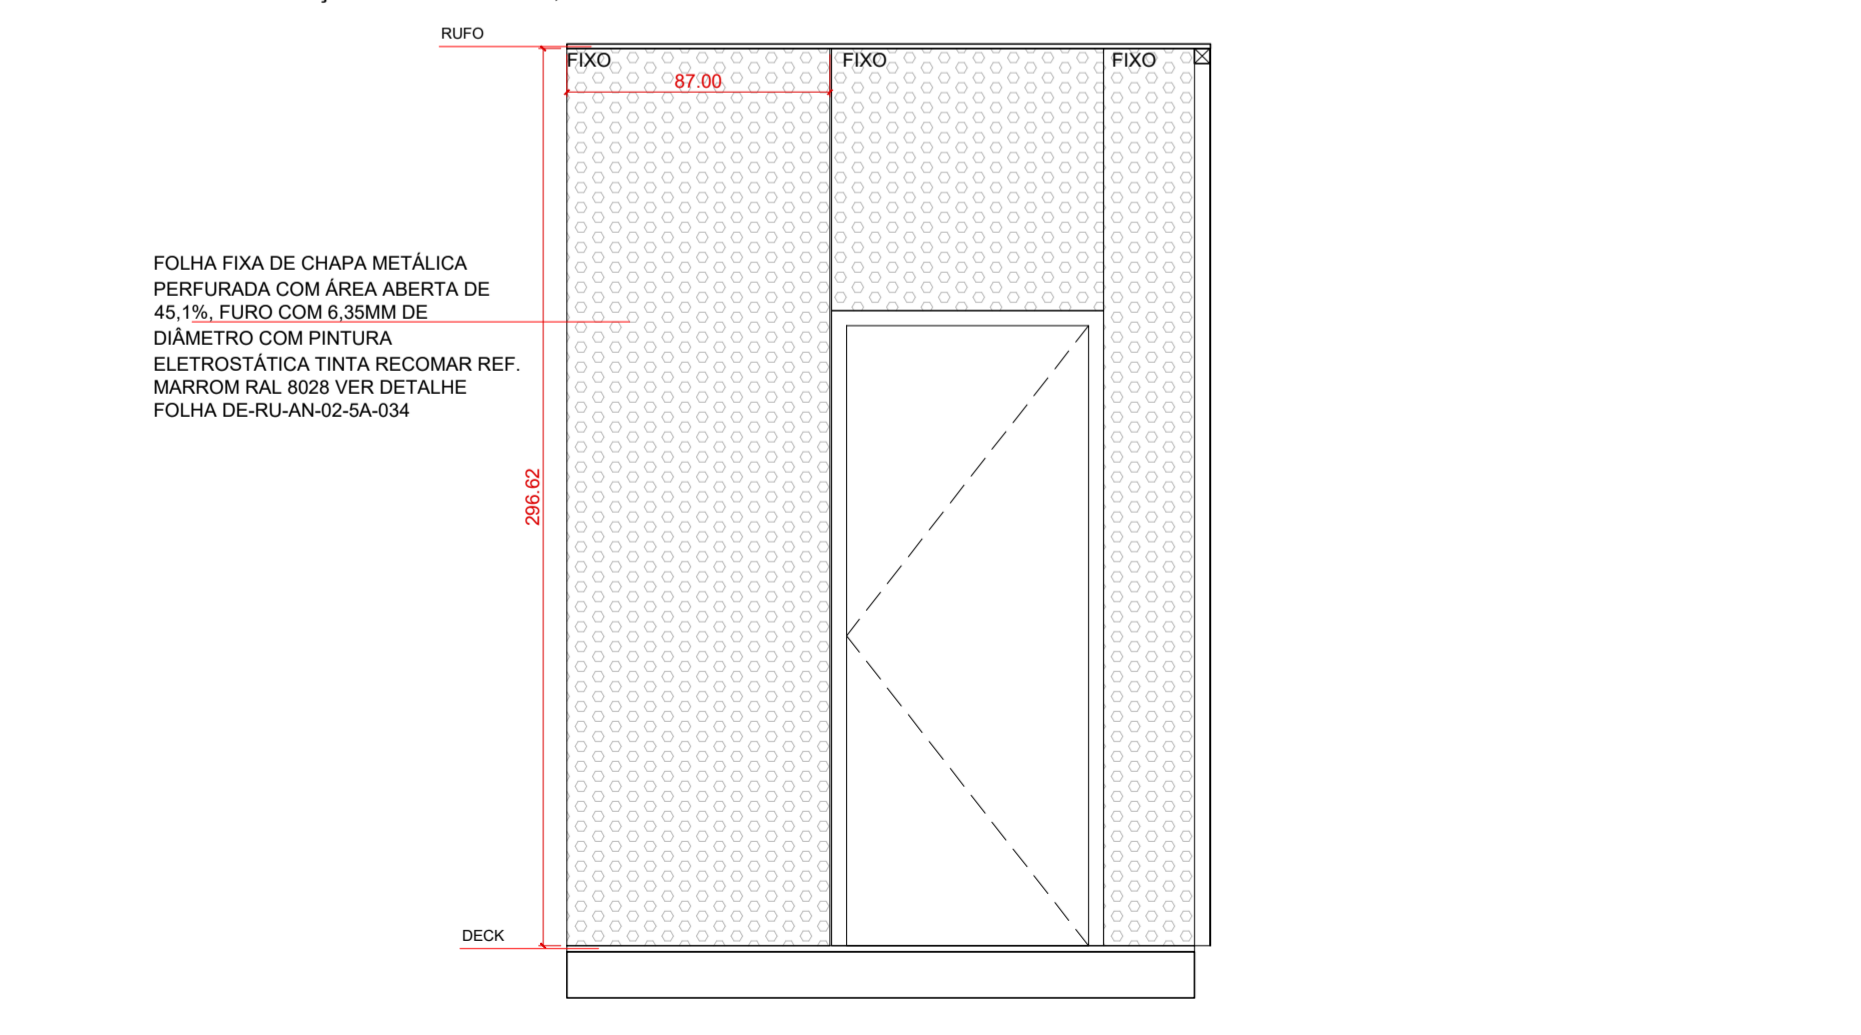 RUFO
FIXO
FIXO
FIXO
87.00
FOLHA FIXA DE CHAPA METÁLICA
PERFURADA COM ÁREA ABERTA DE
45,1%, FURO COM 6,35MM DE
DIÂMETRO COM PINTURA
ELETROSTÁTICA TINTA RECOMAR REF.
MARROM RAL 8028 VER DETALHE
FOLHA DE-RU-AN-02-5A-034
296.62
DECK